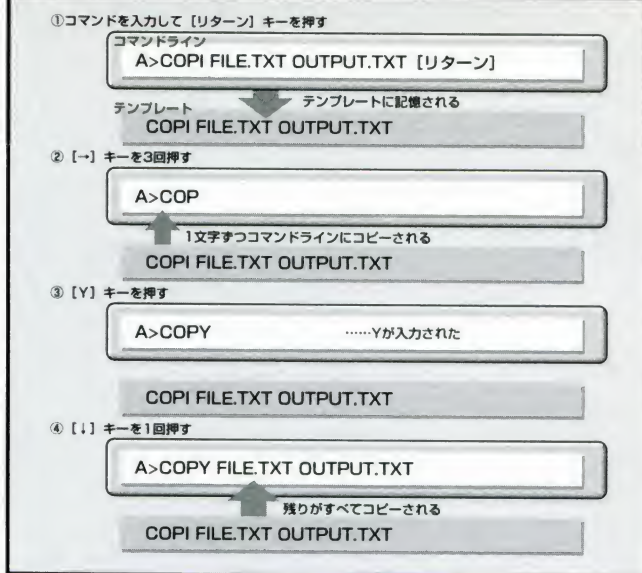 ①コマンドを入力して［リターン］キーを押す
コマンドライン
A>COPI FILE.TXT OUTPUT.TXT［リターン］
テンプレートに記憶される
テンプレート
COPI FILE.TXT OUTPUT.TXT
②［→］キーを3回押す
A>COP
1文字ずつコマンドラインにコピーされる
COPI FILE.TXT OUTPUT.TXT
③［Y］キーを押す
A>COPY ……Yが入力された
COPI FILE.TXT OUTPUT.TXT
④［↓］キーを1回押す
A>COPY FILE.TXT OUTPUT.TXT
残りがすべてコピーされる
COPI FILE.TXT OUTPUT.TXT